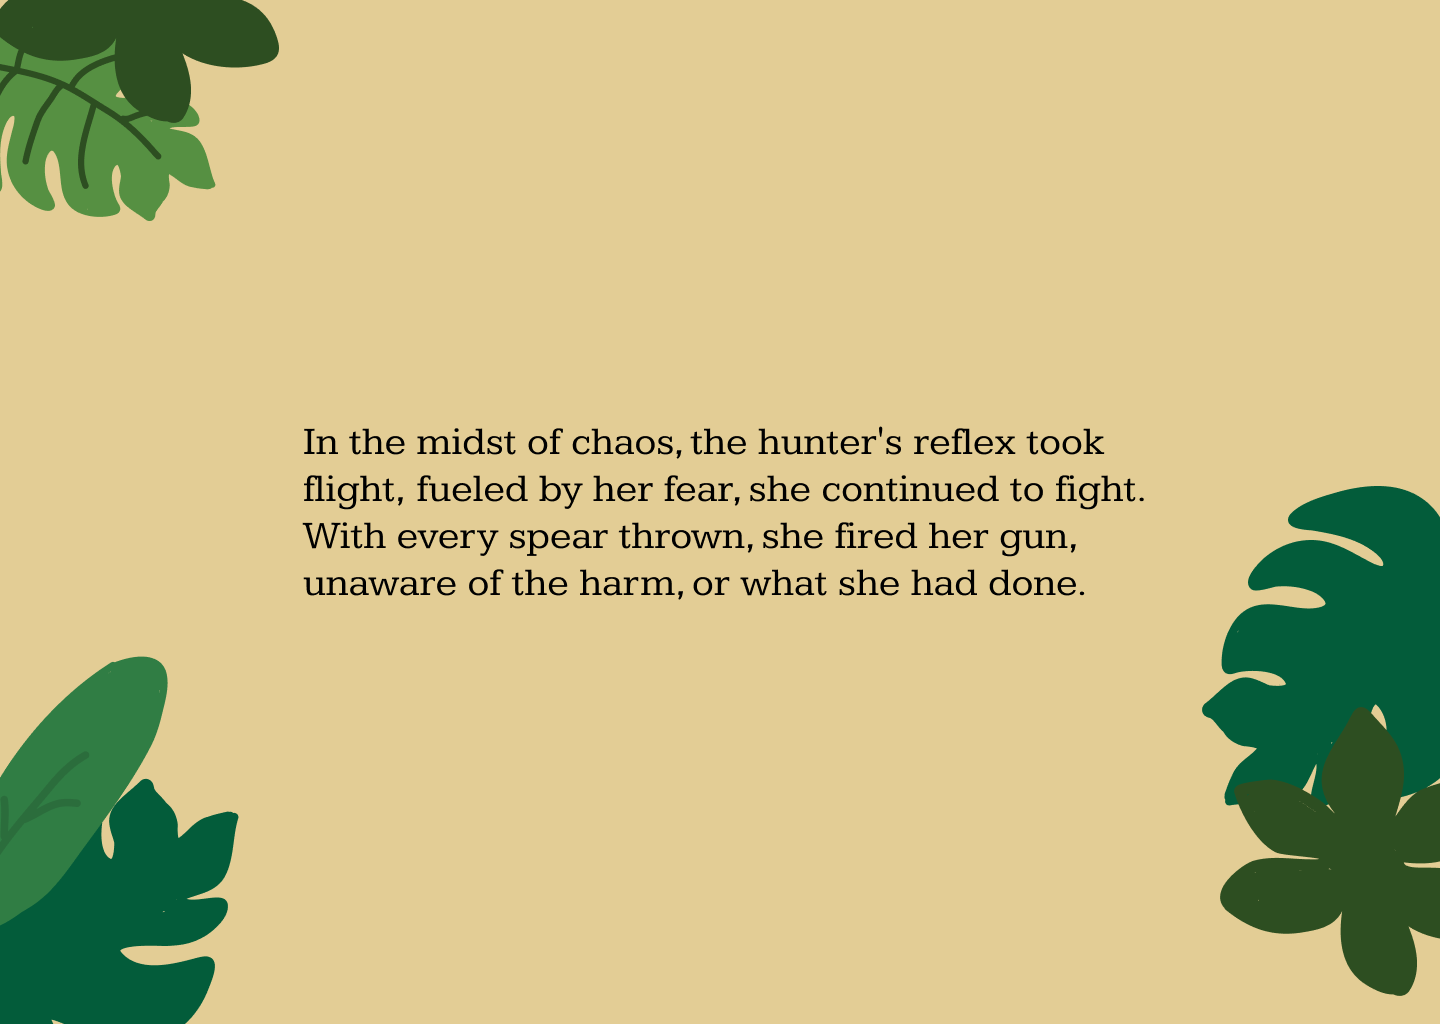 In the midst of chaos, the hunter's reflex took
flight, fueled by her fear, she continued to fight.
With every spear thrown, she fired her gun,
unaware of the harm, or what she had done.